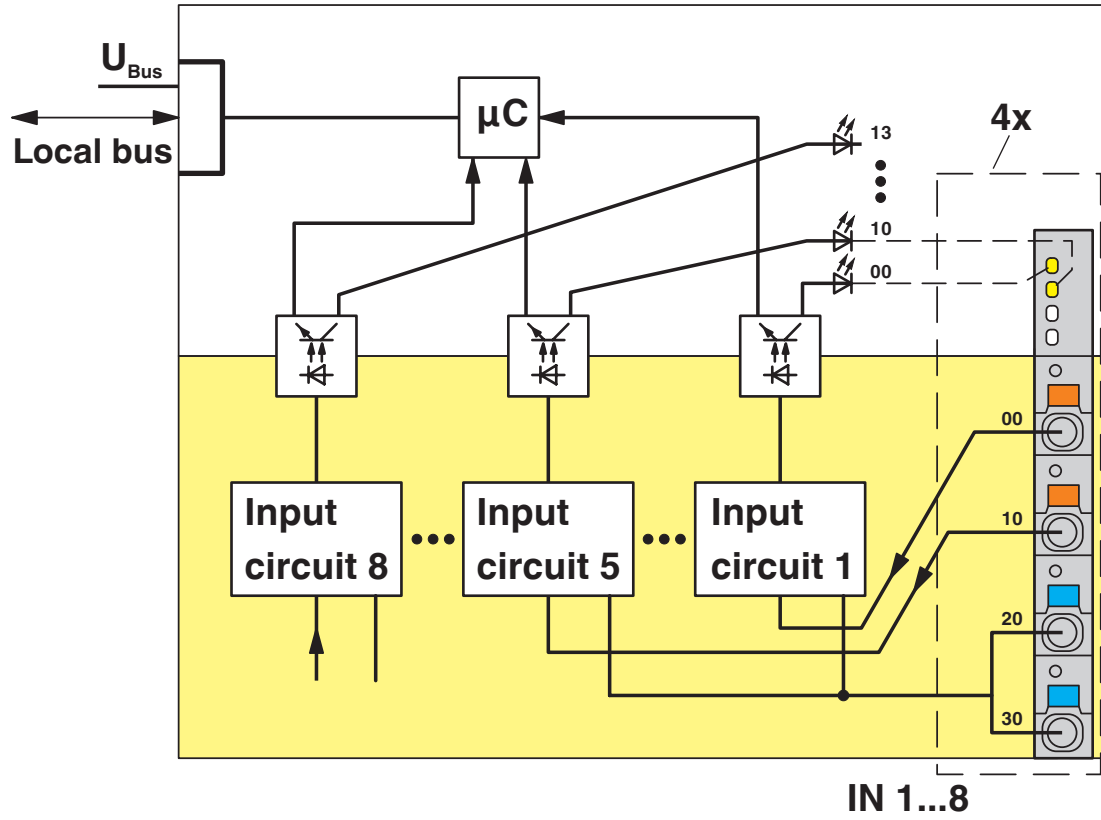 U Bus
Local bus
µC
13
4x
10
00
00
Input
circuit 8
Input
circuit 5
Input
circuit 1
10
20
30
IN 1...8